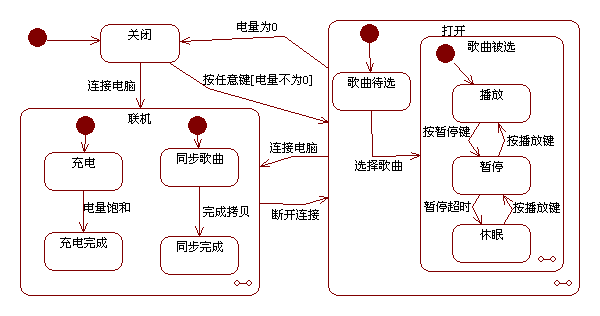 关闭
电量为0
打开
歌曲被选
连接电脑
按任意键[电量不为0]
歌曲待选
播放
联机
按暂停键
按播放键
充电
同步歌曲
连接电脑
选择歌曲
暂停
电量饱和
完成拷贝
断开连接
暂停超时
按播放键
充电完成
同步完成
休眠